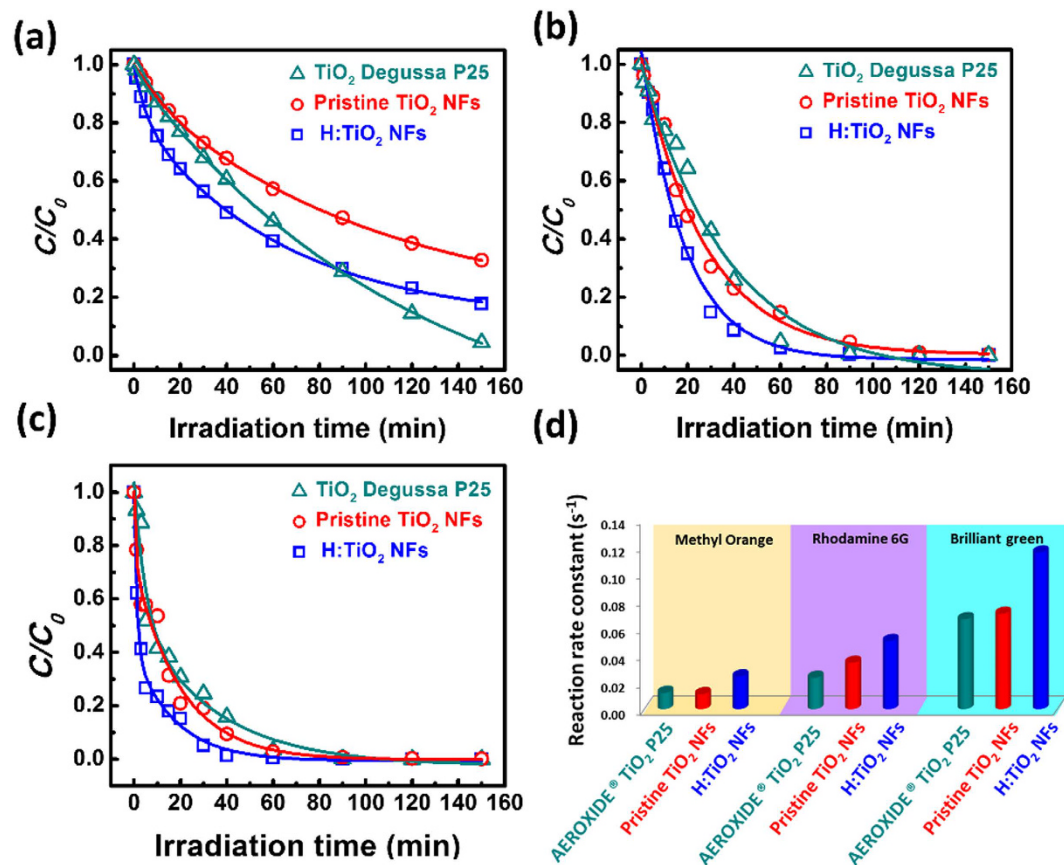 (a)
TiO2 Degussa P25
Pristine TiO2 NFs
H:TiO2 NFs
C/C0
1.0
0.8
0.6
0.4
0.2
0.0
0 20 40 60 80 100 120 140 160
Irradiation time (min)
(b)
TiO2 Degussa P25
Pristine TiO2 NFs
H:TiO2 NFs
C/C0
1.0
0.8
0.6
0.4
0.2
0.0
0 20 40 60 80 100 120 140 160
Irradiation time (min)
(c)
TiO2 Degussa P25
Pristine TiO2 NFs
H:TiO2 NFs
C/C0
1.0
0.8
0.6
0.4
0.2
0.0
0 20 40 60 80 100 120 140 160
Irradiation time (min)
(d)
Reaction rate constant (s-1)
0.14
0.12
0.10
0.08
0.06
0.04
0.02
0.00
Methyl Orange
Rhodamine 6G
Brilliant green
AEROXIDE® TiO2 P25
Pristine TiO2 NFs
H:TiO2 NFs
AEROXIDE® TiO2 P25
Pristine TiO2 NFs
H:TiO2 NFs
AEROXIDE® TiO2 P25
Pristine TiO2 NFs
H:TiO2 NFs